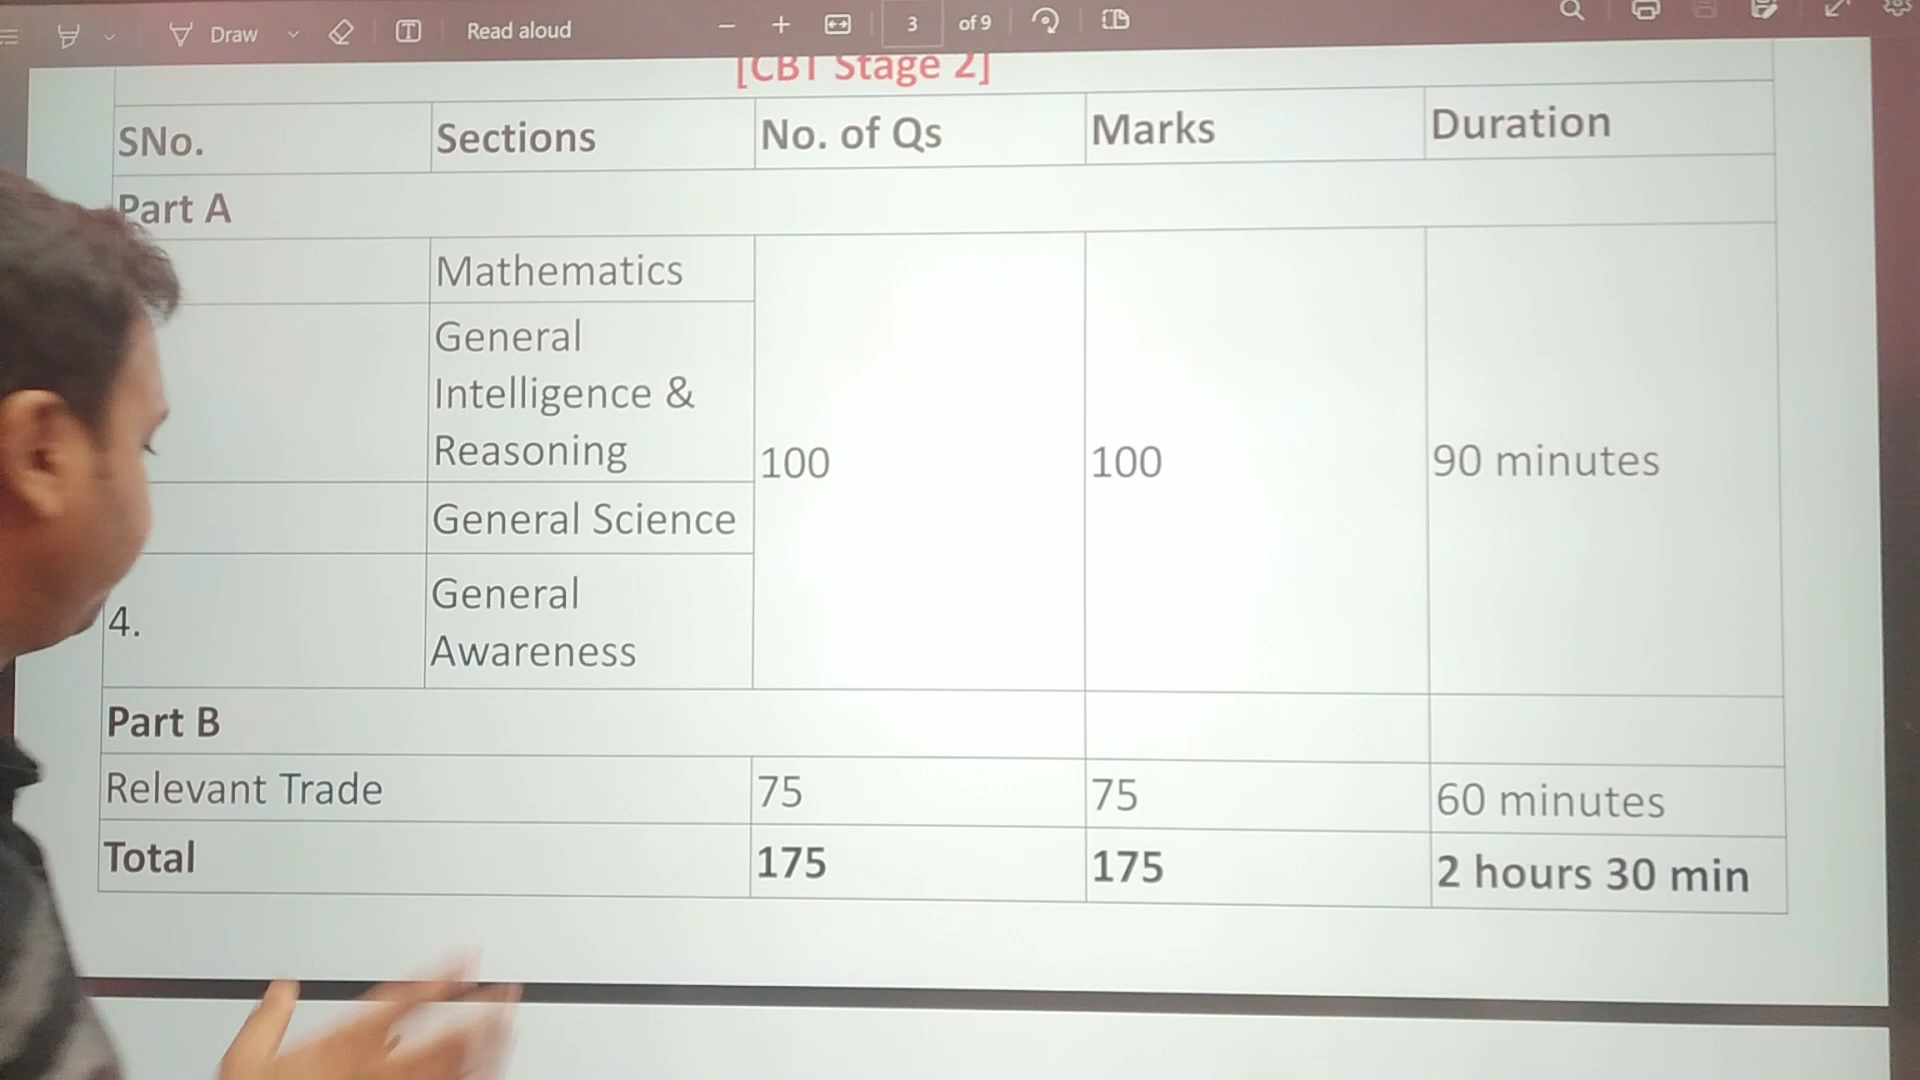 Draw
Read aloud
3 of 9
[CBT Stage 2]
SNo. Sections No. of Qs Marks Duration
Part A
Mathematics
General
Intelligence &
Reasoning
100 100 90 minutes
General Science
4. General
Awareness
Part B
Relevant Trade 75 75 60 minutes
Total 175 175 2 hours 30 min